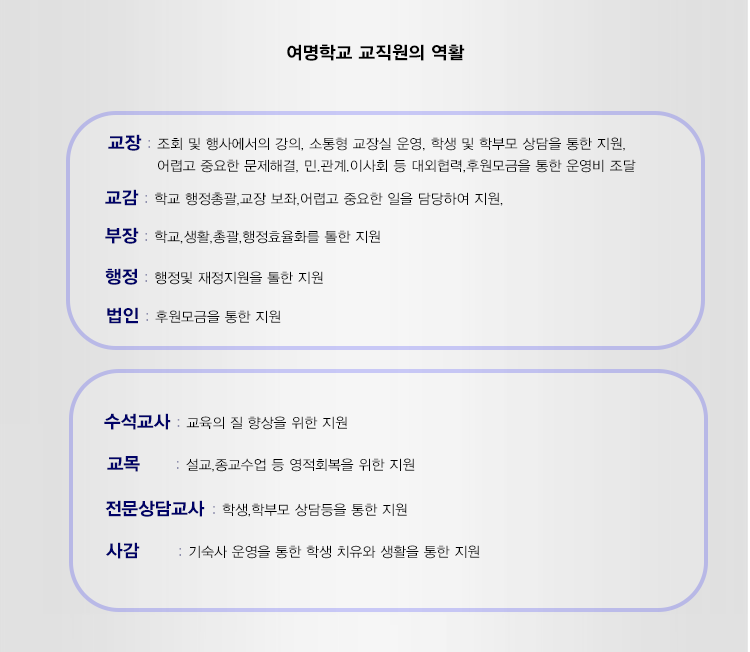 여명학교 교직원의 역활
교장 : 조회 및 행사에서의 강의, 소통형 교장실 운영, 학생 및 학부모 상담을 통한 지원,
어렵고 중요한 문제해결, 민.관계.이사회 등 대외협력,후원모금을 통한 운영비 조달
교감 : 학교 행정총괄,교장 보좌,어렵고 중요한 일을 담당하여 지원,
부장 : 학교,생활,총괄,행정효율화를 톨한 지원
행정 : 행정및 재정지원을 톨한 지원
법인 : 후원모금을 통한 지원
수석교사 : 교육의 질 향상을 위한 지원
교목 : 설교,종교수업 등 영적회복을 위한 지원
전문상담교사 : 학생,학부모 상담등을 통한 지원
사감 : 기숙사 운영을 통한 학생 치유와 생활을 통한 지원